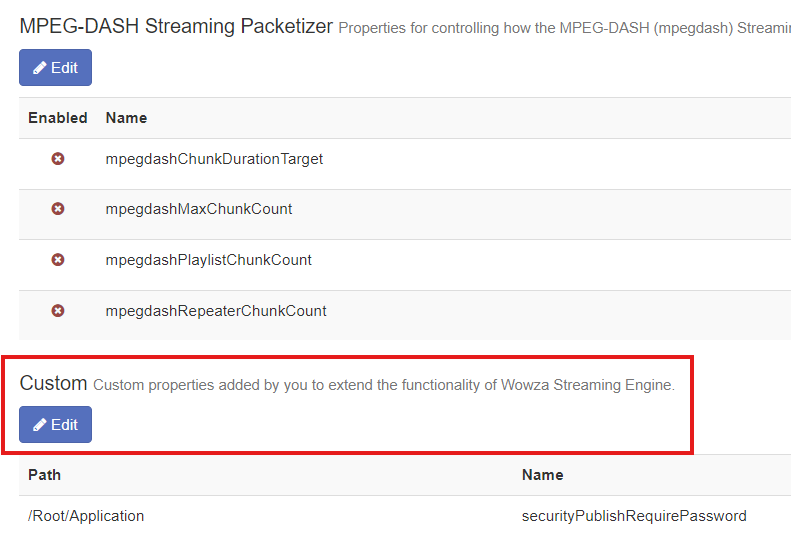 MPEG-DASH Streaming Packetizer Properties for controlling how the MPEG-DASH (mpegdash) Streami
Edit
Enabled Name
mpegdashChunkDurationTarget
mpegdashMaxChunkCount
mpegdashPlaylistChunkCount
mpegdashRepeaterChunkCount
Custom Custom properties added by you to extend the functionality of Wowza Streaming Engine.
Edit
Path Name
/Root/Application securityPublishRequirePassword